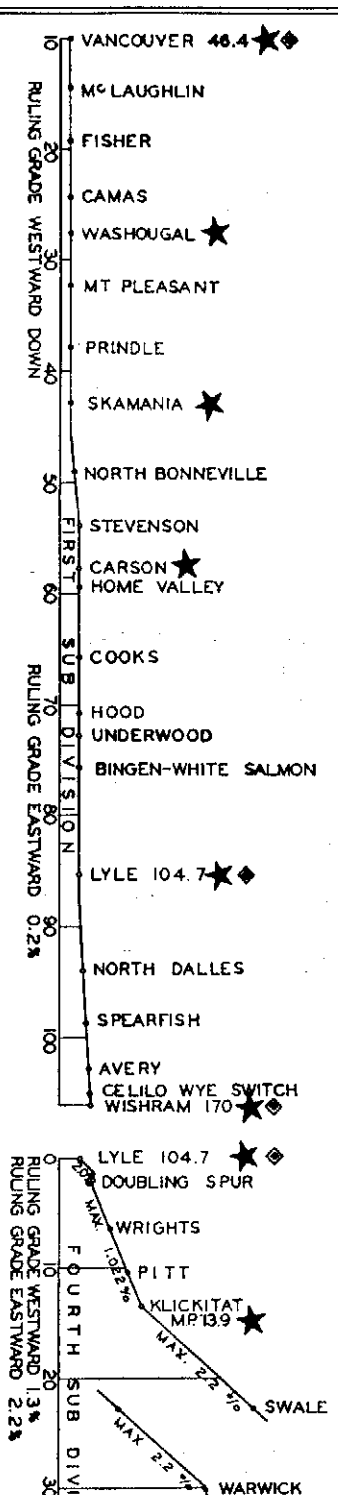 10
VANCOUVER 46.4
McLAUGHLIN
FISHER
20
CAMAS
WASHOUGAL
30
MT PLEASANT
PRINDLE
40
SKAMANIA
NORTH BONNEVILLE
50
STEVENSON
CARSON
HOME VALLEY
60
COOKS
70
HOOD
UNDERWOOD
BINGEN-WHITE SALMON
80
LYLE 104.7
90
NORTH DALLES
SPEARFISH
100
AVERY
CELILO WYE SWITCH
WISHRAM 170
RULING GRADE WESTWARD DOWN
FIRST SUB DIVISION
RULING GRADE EASTWARD 0.2%
0
LYLE 104.7
DOUBLING SPUR
WRIGHTS
MAX. 1.022%
10
PITT
KLICKITAT
MP 13.9
MAX. 2.2 %
20
SWALE
MAX 2.2 %
30
WARWICK
FOURTH SUB DIVI
RULING GRADE WESTWARD 1.3%
RULING GRADE EASTWARD 2.2%